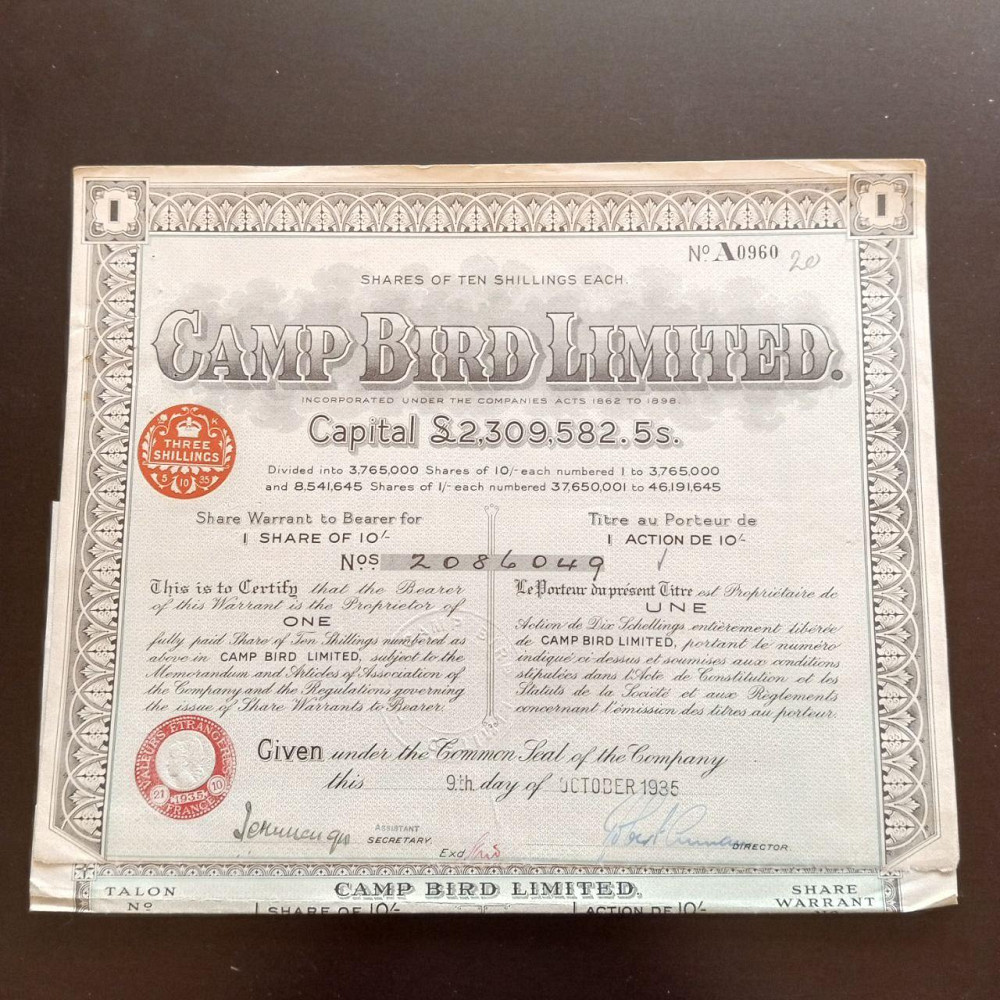 1
1
Nº A0960 20
SHARES OF TEN SHILLINGS EACH.
CAMP BIRD LIMITED.
INCORPORATED UNDER THE COMPANIES ACTS 1862 TO 1898.
Capital £2,309,582.5s.
THREE
SHILLINGS
5 10 35
Divided into 3,765,000 Shares of 10/- each numbered 1 to 3,765,000
and 8,541,645 Shares of 1/- each numbered 37,650,001 to 46,191,645
Share Warrant to Bearer for
1 SHARE OF 10/-
Titre au Porteur de
1 ACTION DE 10/-
Nos 2086049
This is to Certify that the Bearer
of this Warrant is the Proprietor of
ONE
fully paid Share of Ten Shillings numbered as
above in CAMP BIRD LIMITED, subject to the
Memorandum and Articles of Association of
the Company and the Regulations governing
the issue of Share Warrants to Bearer.
Le Porteur du présent Titre est Propriétaire de
UNE
Action de Dix Schellings entièrement libérée
de CAMP BIRD LIMITED, portant le numéro
indiqué ci-dessus et soumises aux conditions
stipulées dans l'Acte de Constitution et les
Statuts de la Société et aux Règlements
concernant l'émission des titres au porteur.
VALEURS ETRANGERES
21 1935 10
FRANCE
Given under the Common Seal of the Company
this 9th. day of OCTOBER 1935
ASSISTANT
SECRETARY.
DIRECTOR.
Exd
TALON
Nº
CAMP BIRD LIMITED.
1 SHARE OF 10/-
1 ACTION DE 10/-
SHARE
WARRANT
NO